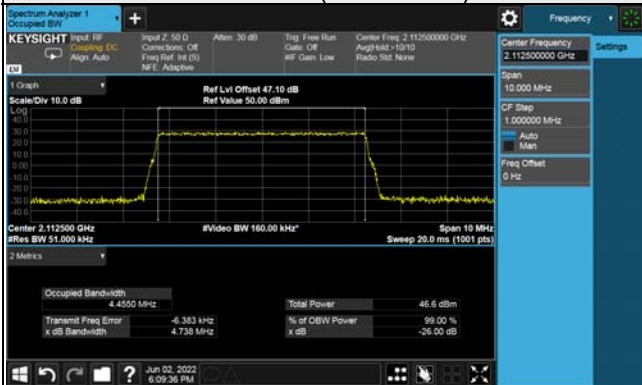 Spectrum Analyzer 1
Occupied BW
Frequency
KEYSIGHT
Input: RF
Coupling: DC
Align: Auto
Input Z: 50 Ω
Corrections: Off
Freq Ref: Int (S)
NFE: Adaptive
Atten: 30 dB
Trig: Free Run
Gate: Off
#IF Gain: Low
Center Freq: 2.112500000 GHz
Avg|Hold:>10/10
Radio Std: None
LM
Center Frequency
2.112500000 GHz
Settings
Span
10.000 MHz
CF Step
1.000000 MHz
Auto
Man
Freq Offset
0 Hz
1 Graph
Scale/Div 10.0 dB
Ref Lvl Offset 47.10 dB
Ref Value 50.00 dBm
Log
40.0
30.0
20.0
10.0
0.00
-10.0
-20.0
-30.0
-40.0
Center 2.112500 GHz
#Video BW 160.00 kHz*
Span 10 MHz
#Res BW 51.000 kHz
Sweep 20.0 ms (1001 pts)
2 Metrics
Occupied Bandwidth
4.4550 MHz
Total Power
46.6 dBm
Transmit Freq Error
-6.383 kHz
% of OBW Power
99.00 %
x dB Bandwidth
4.738 MHz
x dB
-26.00 dB
?
Jun 02, 2022
6:09:36 PM